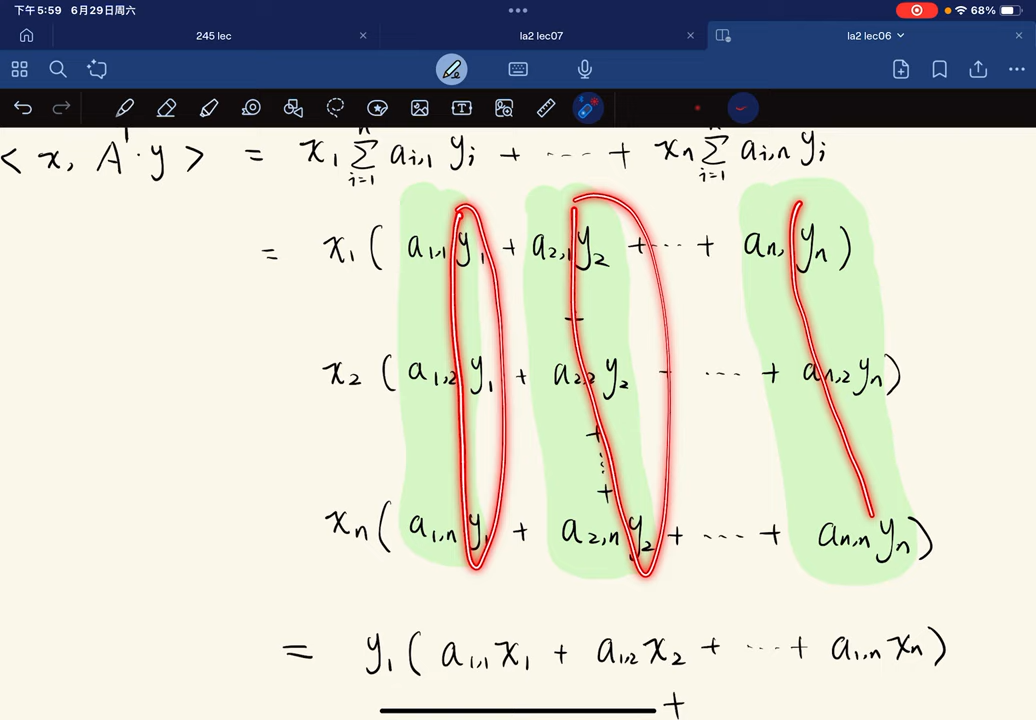 下午5:59 6月29日周六 68%
245 lec la2 lec07 la2 lec06
< x, Aᵀ·y > = x₁ ∑ᵢ₌₁ⁿ aᵢ,₁ yᵢ + ... + xₙ ∑ᵢ₌₁ⁿ aᵢ,ₙ yᵢ
= x₁ ( a₁,₁ y₁ + a₂,₁ y₂ + ... + aₙ, yₙ )
+
x₂ ( a₁,₂ y₁ + a₂,₂ y₂ + ... + aₙ,₂ yₙ )
+
⋮
+
xₙ ( a₁,ₙ y₁ + a₂,ₙ y₂ + ... + aₙ,ₙ yₙ )
= y₁ ( a₁,₁ x₁ + a₁,₂ x₂ + ... + a₁,ₙ xₙ )
+